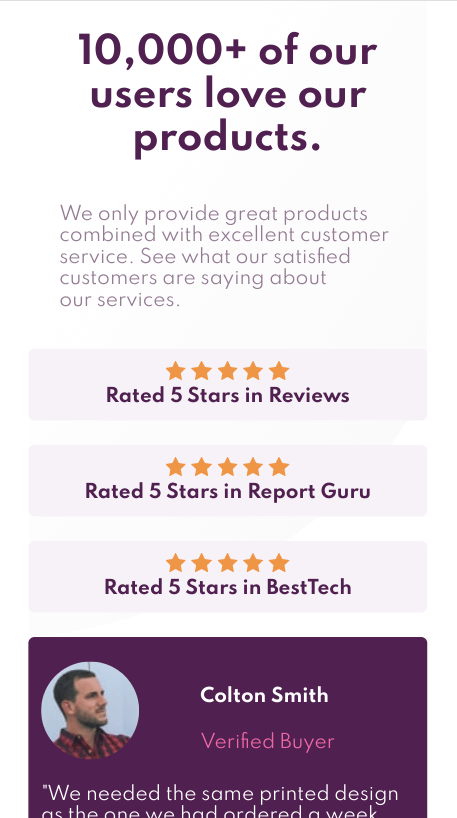 10,000+ of our
users love our
products.
We only provide great products
combined with excellent customer
service. See what our satisfied
customers are saying about
our services.
Rated 5 Stars in Reviews
Rated 5 Stars in Report Guru
Rated 5 Stars in BestTech
Colton Smith
Verified Buyer
"We needed the same printed design
as the one we had ordered a week